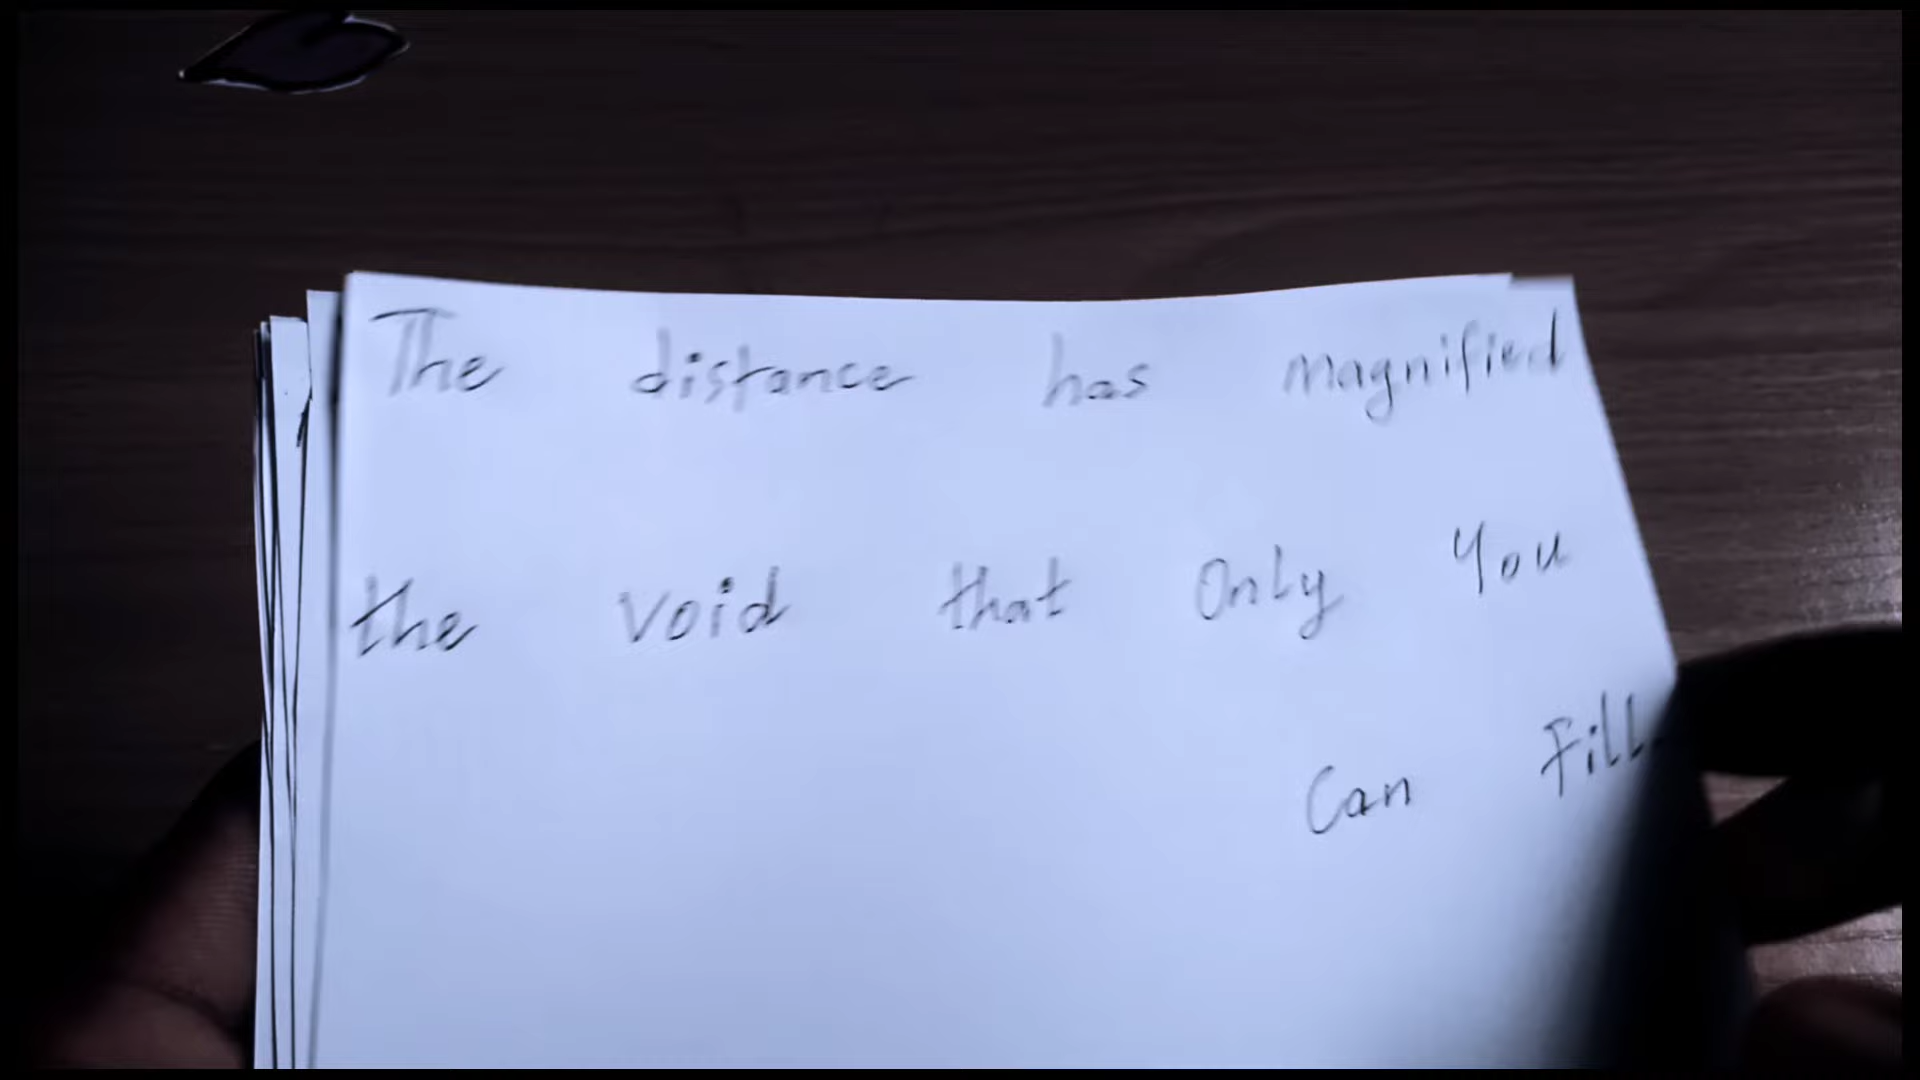 The distance has magnified
the void that Only You
Can Fill